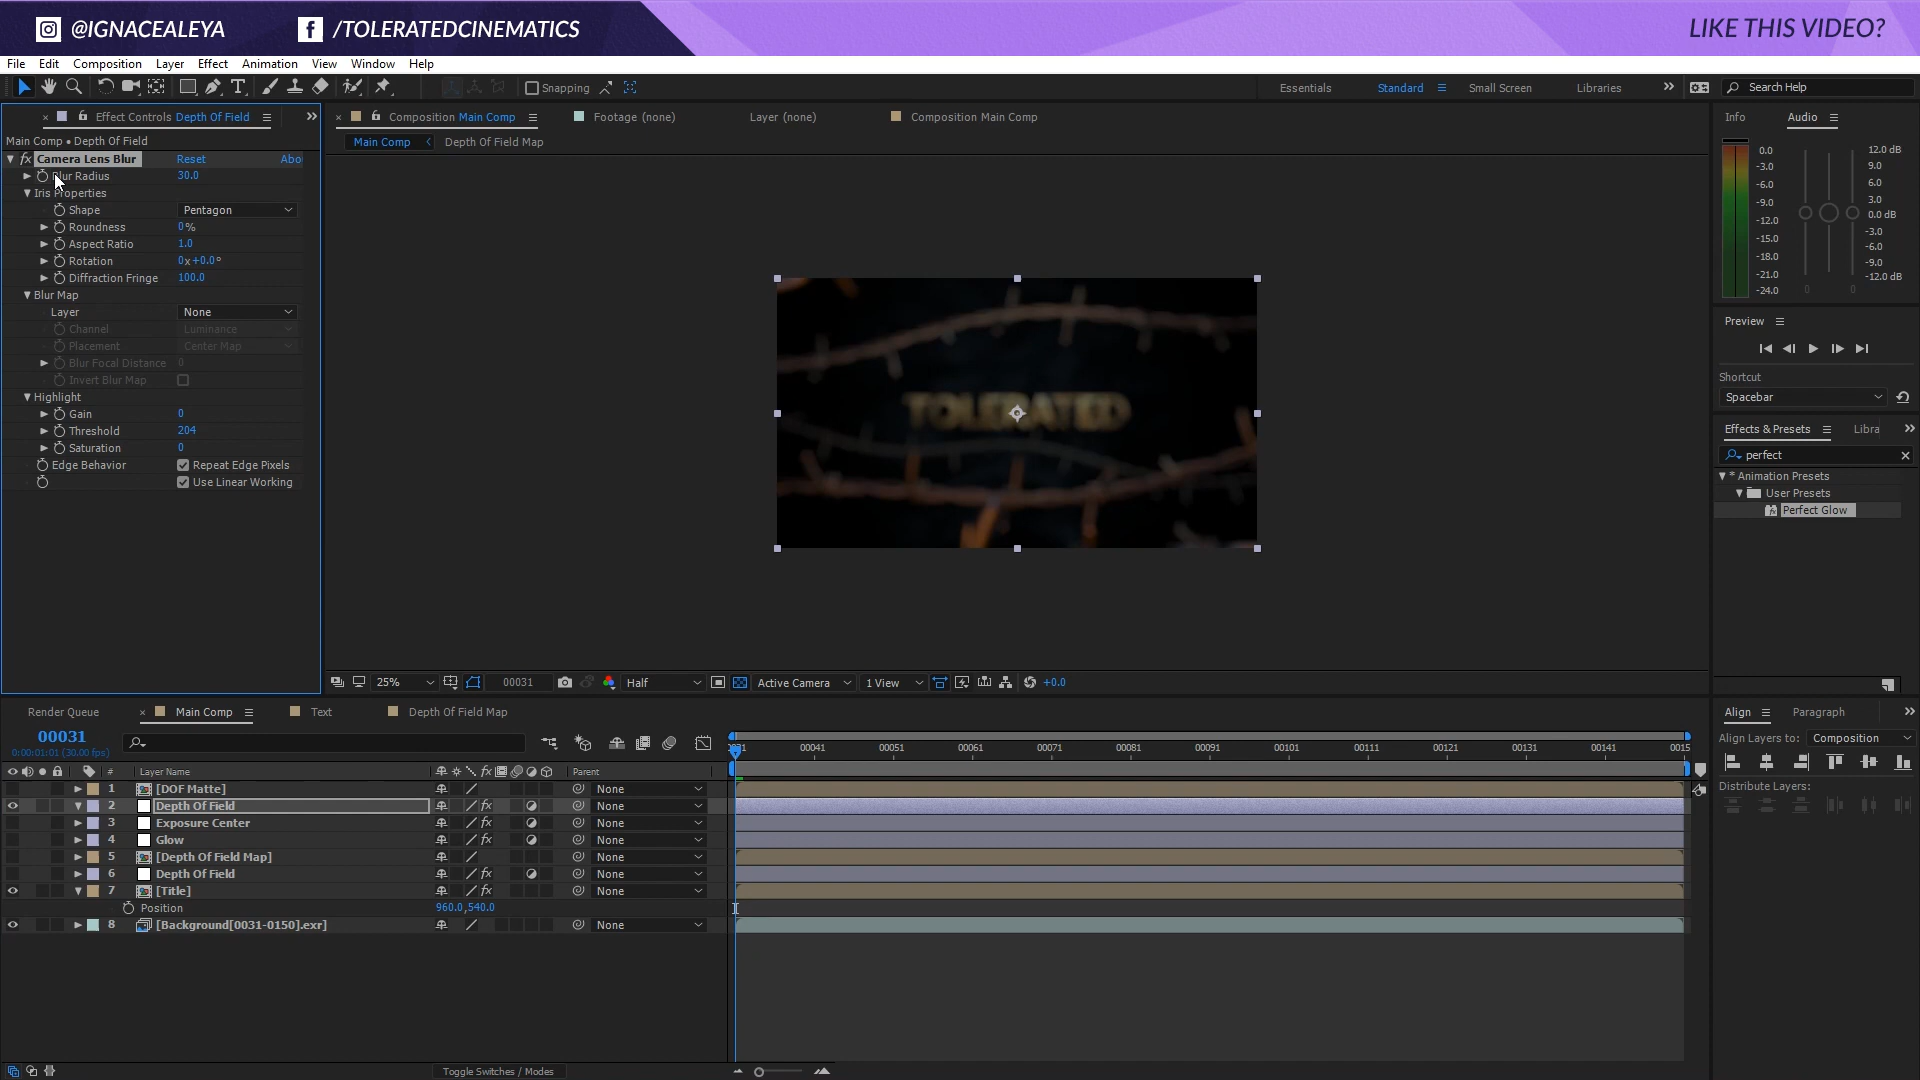 @IGNACEALEYA /TOLERATEDCINEMATICS LIKE THIS VIDEO?
File Edit Composition Layer Effect Animation View Window Help
Snapping Essentials Standard Small Screen Libraries Search Help
Effect Controls Depth Of Field
Main Comp • Depth Of Field
fx Camera Lens Blur Reset Abo
Blur Radius 30.0
Iris Properties
Shape Pentagon
Roundness 0%
Aspect Ratio 1.0
Rotation 0x+0.0°
Diffraction Fringe 100.0
Blur Map
Layer None
Channel Luminance
Placement Center Map
Blur Focal Distance 0
Invert Blur Map
Highlight
Gain 0
Threshold 204
Saturation 0
Edge Behavior Repeat Edge Pixels
Use Linear Working
Composition Main Comp Footage (none) Layer (none) Composition Main Comp
Main Comp Depth Of Field Map
TOLERATED
25% 00031 Half Active Camera 1 View +0.0
Info Audio
0.0
-3.0
-6.0
-9.0
-12.0
-15.0
-18.0
-21.0
-24.0
12.0 dB
9.0
6.0
3.0
0.0 dB
-3.0
-6.0
-9.0
-12.0 dB
0 0
Preview
Shortcut
Spacebar
Effects & Presets Libra
perfect
* Animation Presets
User Presets
Perfect Glow
Render Queue Main Comp Text Depth Of Field Map
00031
0:00:01:01 (30.00 fps)
# Layer Name fx Parent
1 [DOF Matte] None
2 Depth Of Field fx None
3 Exposure Center fx None
4 Glow fx None
5 [Depth Of Field Map] None
6 Depth Of Field fx None
7 [Title] fx None
Position 960.0,540.0
8 [Background[0031-0150].exr] None
00041 00051 00061 00071 00081 00091 00101 00111 00121 00131 00141 0015
Toggle Switches / Modes
Align Paragraph
Align Layers to: Composition
Distribute Layers: